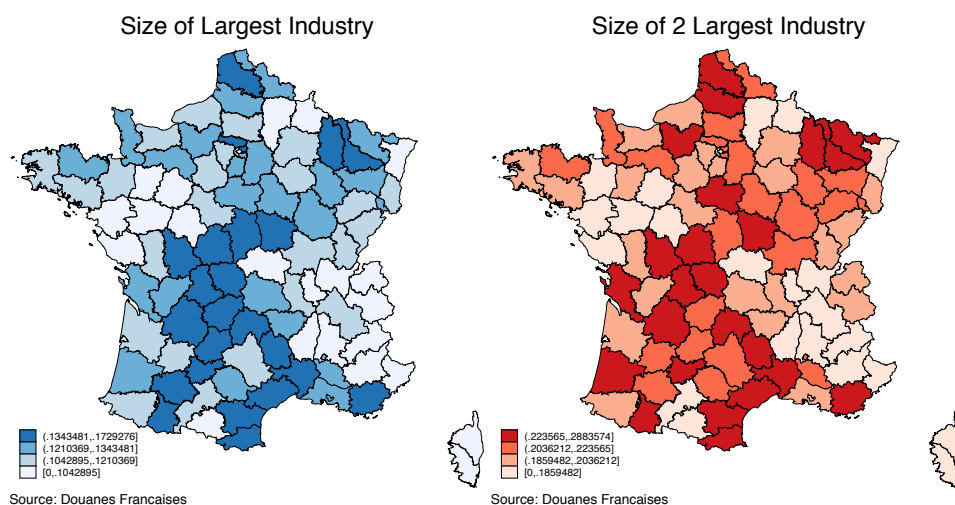 Size of Largest Industry
(.1343481,.1729276]
(.1210369,.1343481]
(.1042895,.1210369]
[0,.1042895]
Source: Douanes Francaises
Size of 2 Largest Industry
(.223565,.2883574]
(.2036212,.223565]
(.1859482,.2036212]
[0,.1859482]
Source: Douanes Francaises